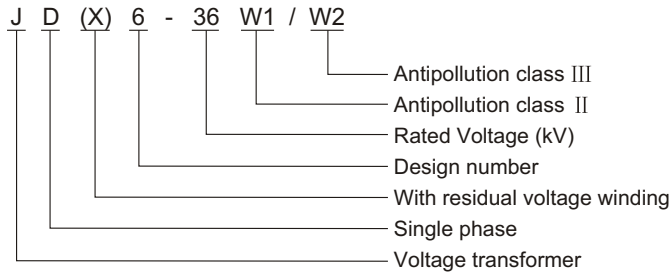 J D (X) 6 - 36 W1 / W2
Antipollution class Ⅲ
Antipollution class Ⅱ
Rated Voltage (kV)
Design number
With residual voltage winding
Single phase
Voltage transformer